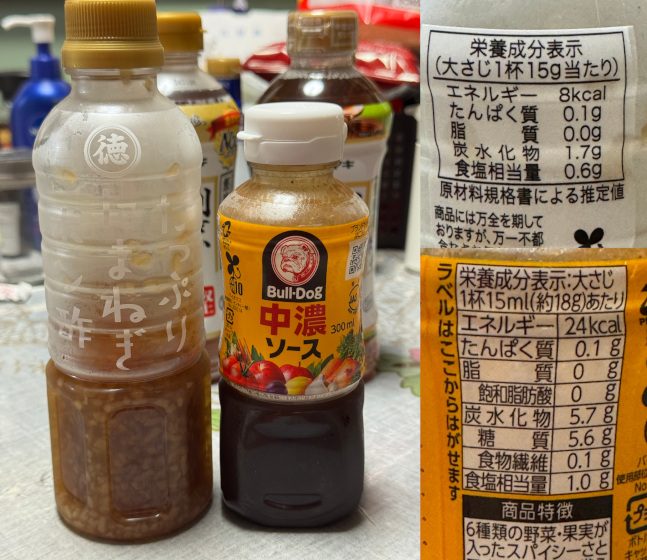 徳
たっぷり
たまねぎ
ポン酢
Bull-Dog
中濃
300ml
ソース
栄養成分表示
(大さじ1杯15g当たり)
エネルギー 8kcal
たんぱく質 0.1g
脂質 0.0g
炭水化物 1.7g
食塩相当量 0.6g
原材料規格書による推定値
商品には万全を期して
おりますが、万一不都
ラベルはここからはがせます
栄養成分表示:大さじ
1杯15ml(約18g)あたり
エネルギー 24kcal
たんぱく質 0.1g
脂質 0g
飽和脂肪酸 0g
炭水化物 5.7g
糖質 5.6g
食物繊維 0.1g
食塩相当量 1.0g
商品特徴
6種類の野菜・果実が
入ったスパイシーさと